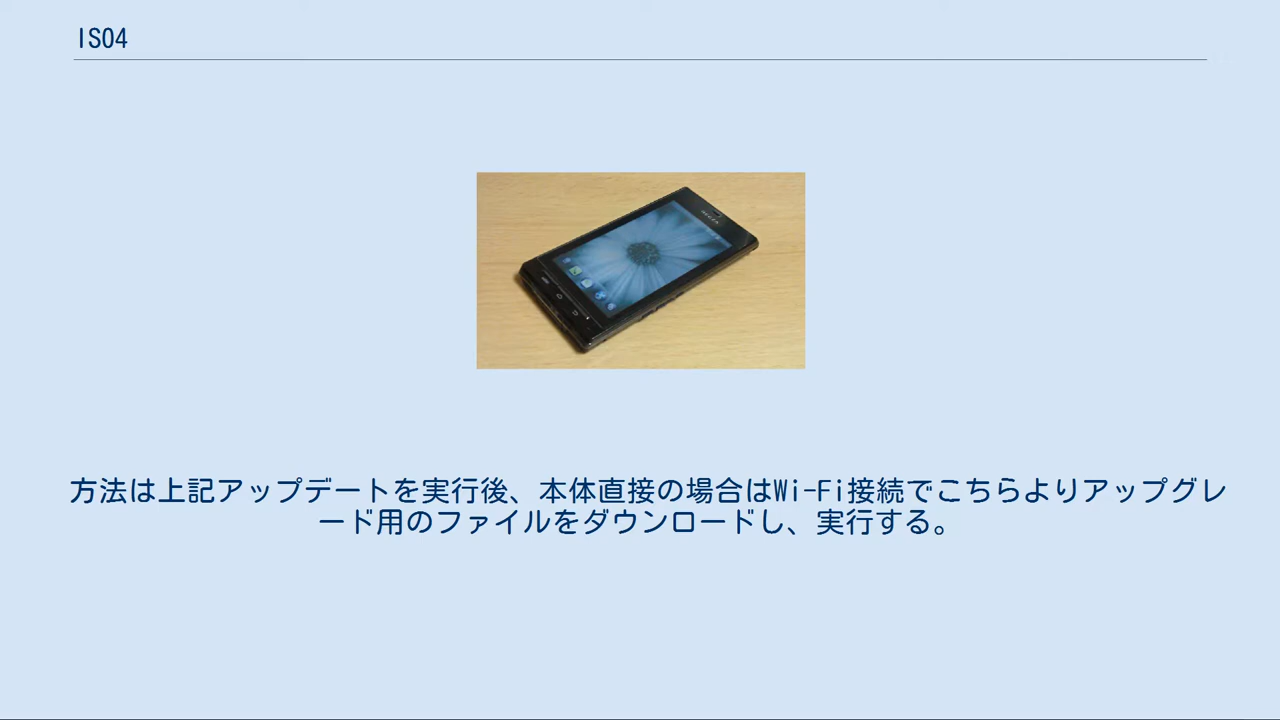 IS04
方法は上記アップデートを実行後、本体直接の場合はWi-Fi接続でこちらよりアップグレ
ード用のファイルをダウンロードし、実行する。